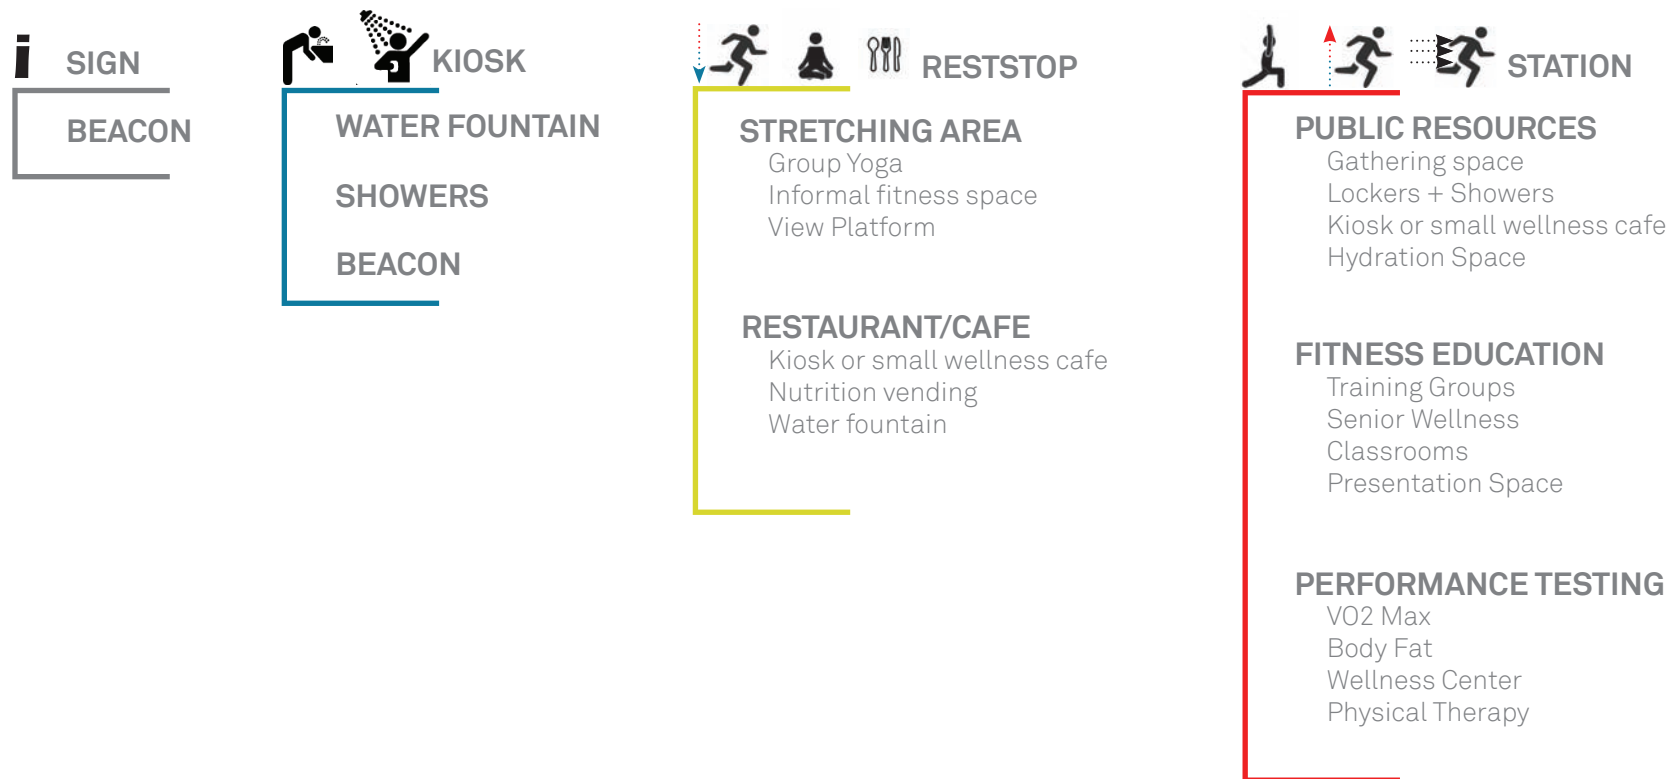 i SIGN
BEACON
KIOSK
WATER FOUNTAIN
SHOWERS
BEACON
RESTSTOP
STRETCHING AREA
Group Yoga
Informal fitness space
View Platform
RESTAURANT/CAFE
Kiosk or small wellness cafe
Nutrition vending
Water fountain
STATION
PUBLIC RESOURCES
Gathering space
Lockers + Showers
Kiosk or small wellness cafe
Hydration Space
FITNESS EDUCATION
Training Groups
Senior Wellness
Classrooms
Presentation Space
PERFORMANCE TESTING
VO2 Max
Body Fat
Wellness Center
Physical Therapy